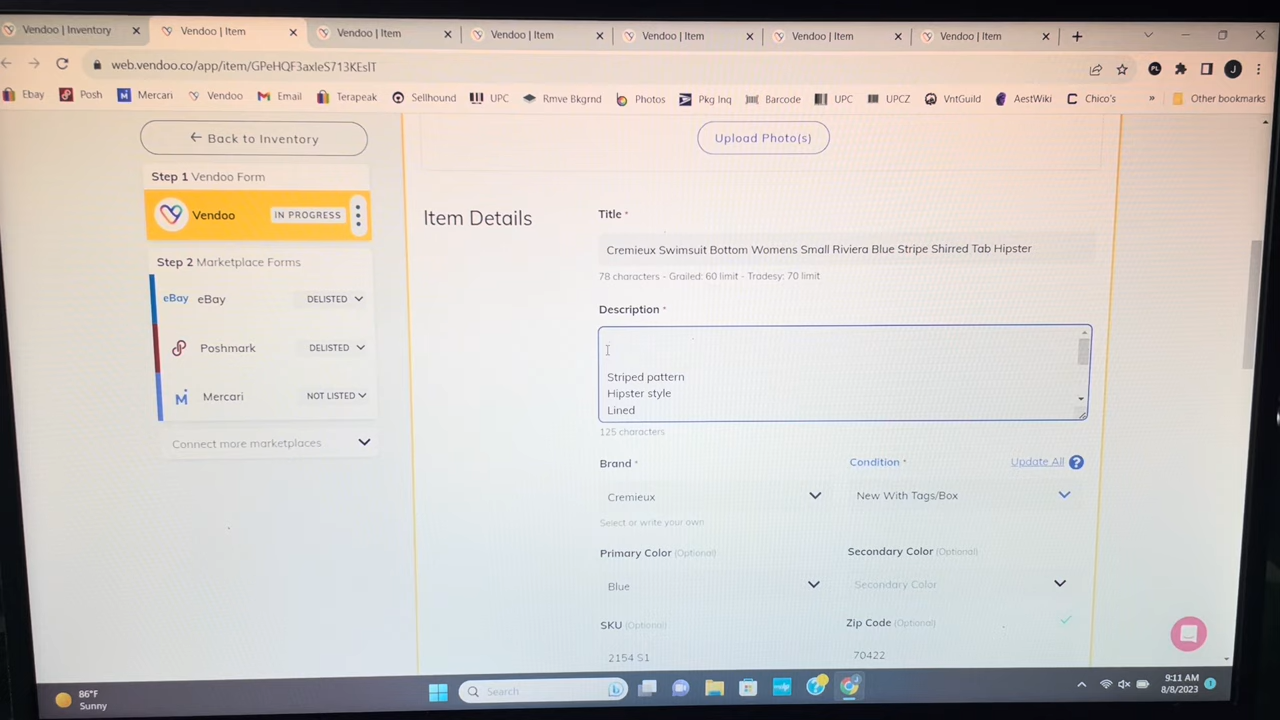 Vendoo | Inventory
Vendoo | Item
Vendoo | Item
Vendoo | Item
Vendoo | Item
Vendoo | Item
Vendoo | Item
web.vendoo.co/app/item/GPeHQF3axleS713KEslT
PL
J
Ebay
Posh
Mercari
Vendoo
Email
Terapeak
Sellhound
UPC
Rmve Bkgrnd
Photos
Pkg Inq
Barcode
UPC
UPCZ
VntGuild
AestWiki
Chico's
»
Other bookmarks
← Back to Inventory
Step 1 Vendoo Form
Vendoo
IN PROGRESS
Step 2 Marketplace Forms
eBay eBay
DELISTED
Poshmark
DELISTED
Mercari
NOT LISTED
Connect more marketplaces
Upload Photo(s)
Item Details
Title *
Cremieux Swimsuit Bottom Womens Small Riviera Blue Stripe Shirred Tab Hipster
78 characters - Grailed: 60 limit - Tradesy: 70 limit
Description *
Striped pattern
Hipster style
Lined
125 characters
Brand *
Condition *
Update All ?
Cremieux
New With Tags/Box
Select or write your own
Primary Color (Optional)
Secondary Color (Optional)
Blue
Secondary Color
SKU (Optional)
Zip Code (Optional)
2154 S1
70422
86°F
Sunny
Search
9:11 AM
8/8/2023
1